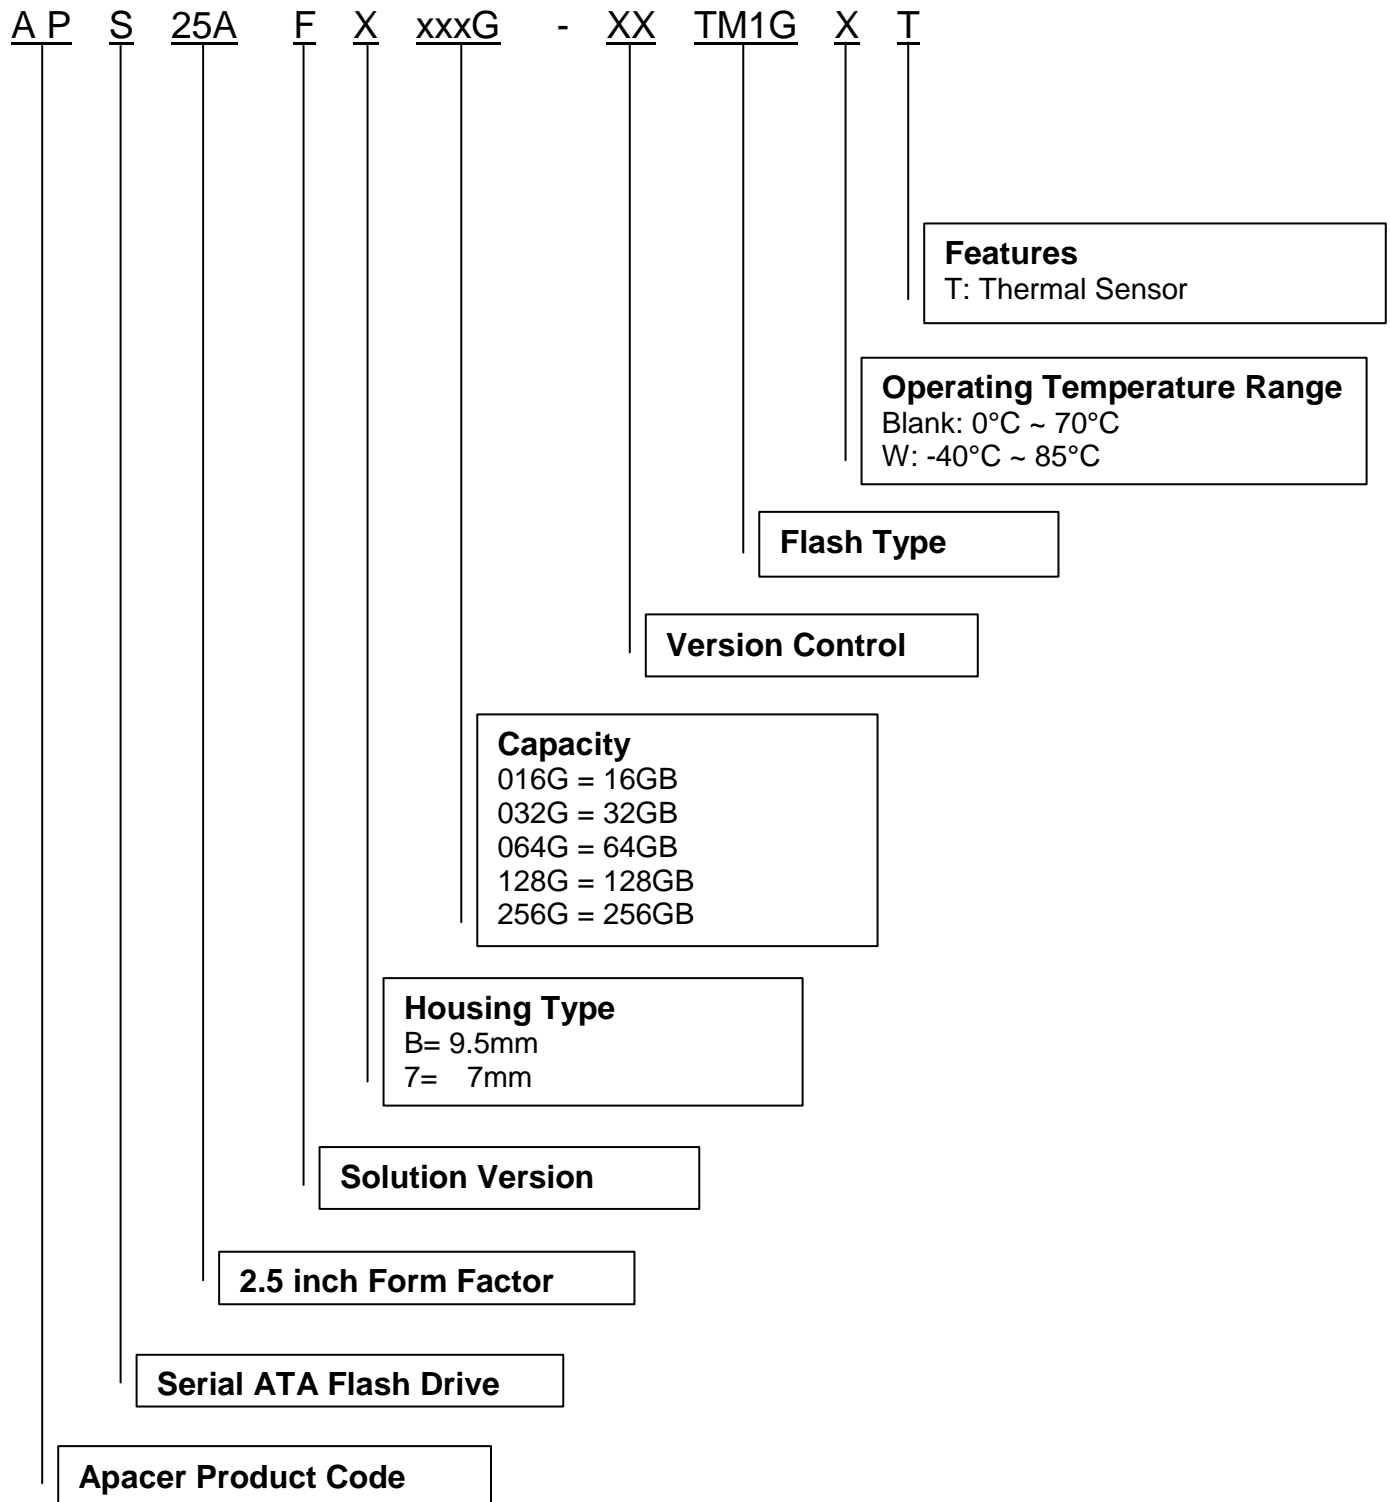 A P S 25A F X xxxG - XX TM1G X T
Features
T: Thermal Sensor
Operating Temperature Range
Blank: 0°C ~ 70°C
W: -40°C ~ 85°C
Flash Type
Version Control
Capacity
016G = 16GB
032G = 32GB
064G = 64GB
128G = 128GB
256G = 256GB
Housing Type
B= 9.5mm
7= 7mm
Solution Version
2.5 inch Form Factor
Serial ATA Flash Drive
Apacer Product Code